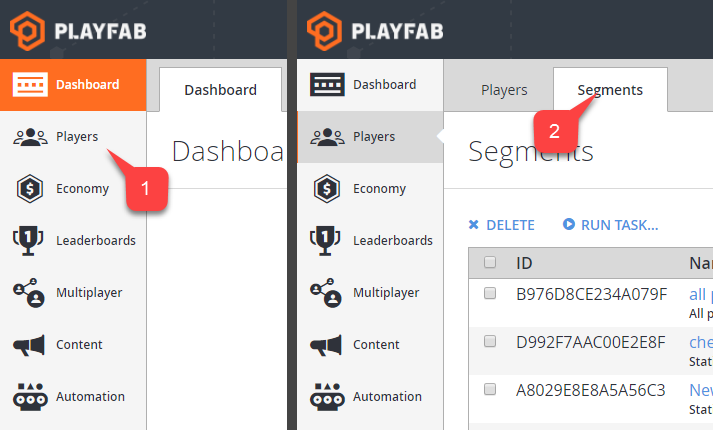 PLAYFAB
Dashboard
Players
Economy
Leaderboards
Multiplayer
Content
Automation
Dashboard
Dashboa
1
PLAYFAB
Dashboard
Players
Economy
Leaderboards
Multiplayer
Content
Automation
Players
Segments
2
Segments
DELETE
RUN TASK...
ID
Na
B976D8CE234A079F
all p
All p
D992F7AAC00E2E8F
che
Stat
A8029E8E8A5A56C3
New
Stat